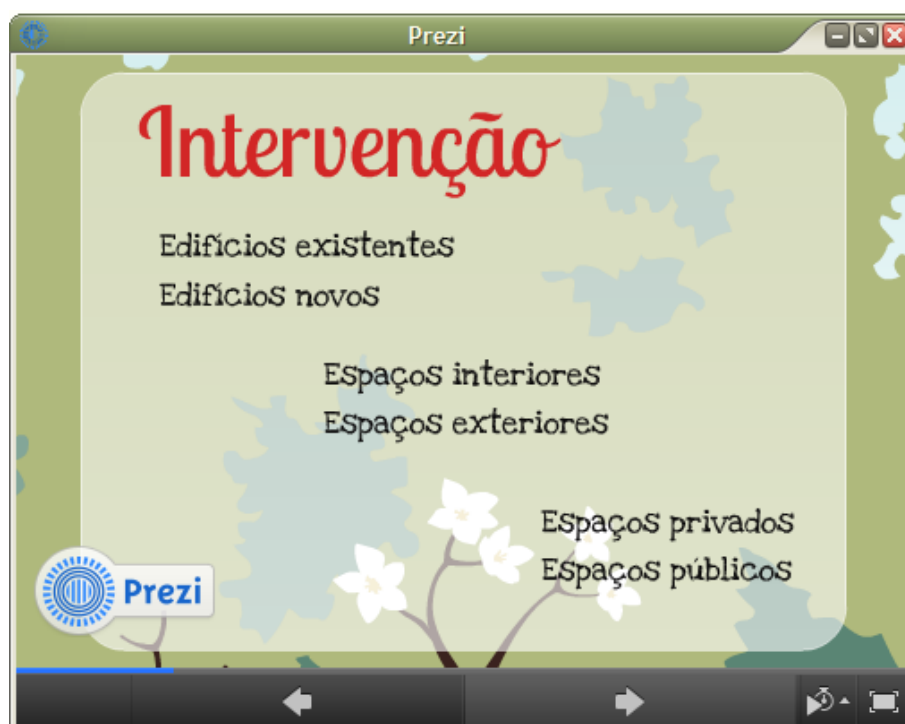 Prezi
Intervenção
Edifícios existentes
Edifícios novos
Espaços interiores
Espaços exteriores
Espaços privados
Espaços públicos
Prezi